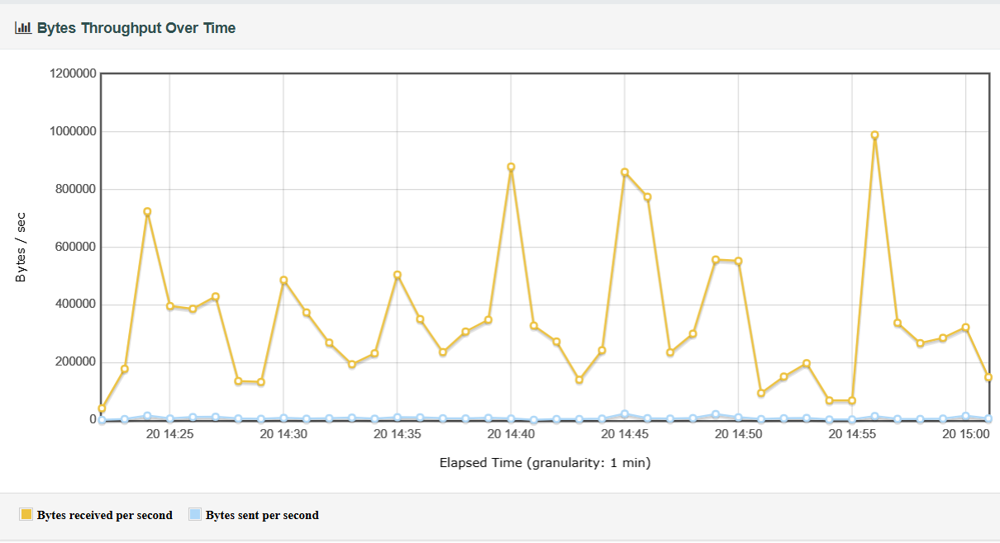 Bytes Throughput Over Time
1200000
1000000
800000
600000
400000
200000
0
Bytes / sec
20 14:25 20 14:30 20 14:35 20 14:40 20 14:45 20 14:50 20 14:55 20 15:00
Elapsed Time (granularity: 1 min)
Bytes received per second Bytes sent per second